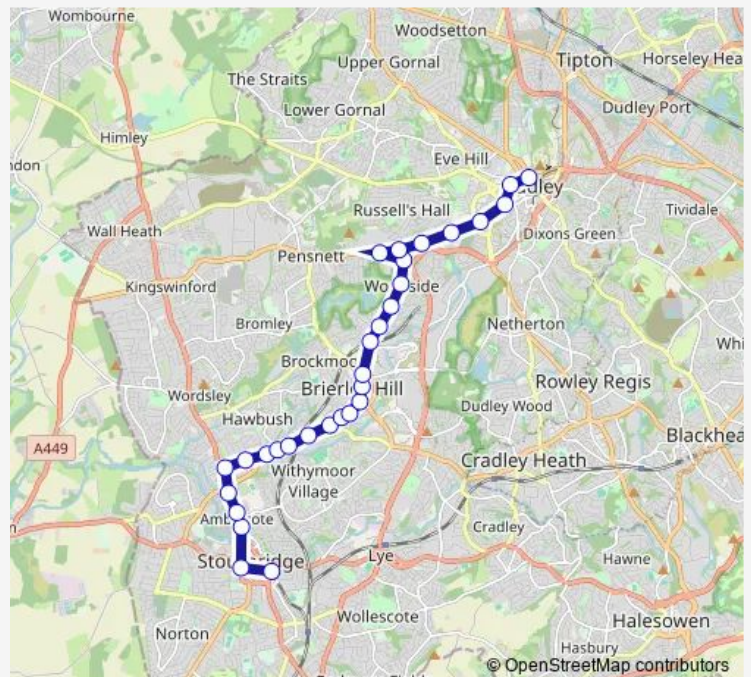 Wombourne
Woodsetton
Upper Gornal
Tipton
Horseley Hea
The Straits
Lower Gornal
Dudley Port
Himley
Eve Hill
Russell's Hall
Tividale
Wall Heath
Dixons Green
Pensnett
Kingswinford
Bromley
Netherton
Whi
Brockmoo
Rowley Regis
Wordsley
Dudley Wood
Hawbush
Blackhea
A449
Withymoor
Village
Cradley Heath
Cradley
Lye
Hawne
Wollescote
Halesowen
Norton
Hasbury
© OpenStreetMap contributors